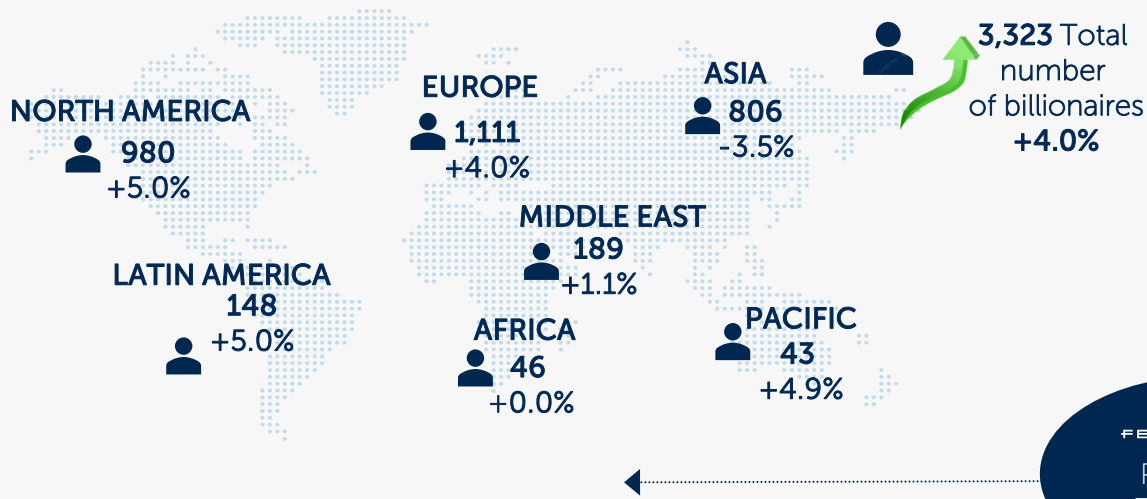 3,323 Total
number
of billionaires
+4.0%
ASIA
806
-3.5%
EUROPE
1,111
+4.0%
NORTH AMERICA
980
+5.0%
MIDDLE EAST
189
+1.1%
LATIN AMERICA
148
+5.0%
AFRICA
46
+0.0%
PACIFIC
43
+4.9%